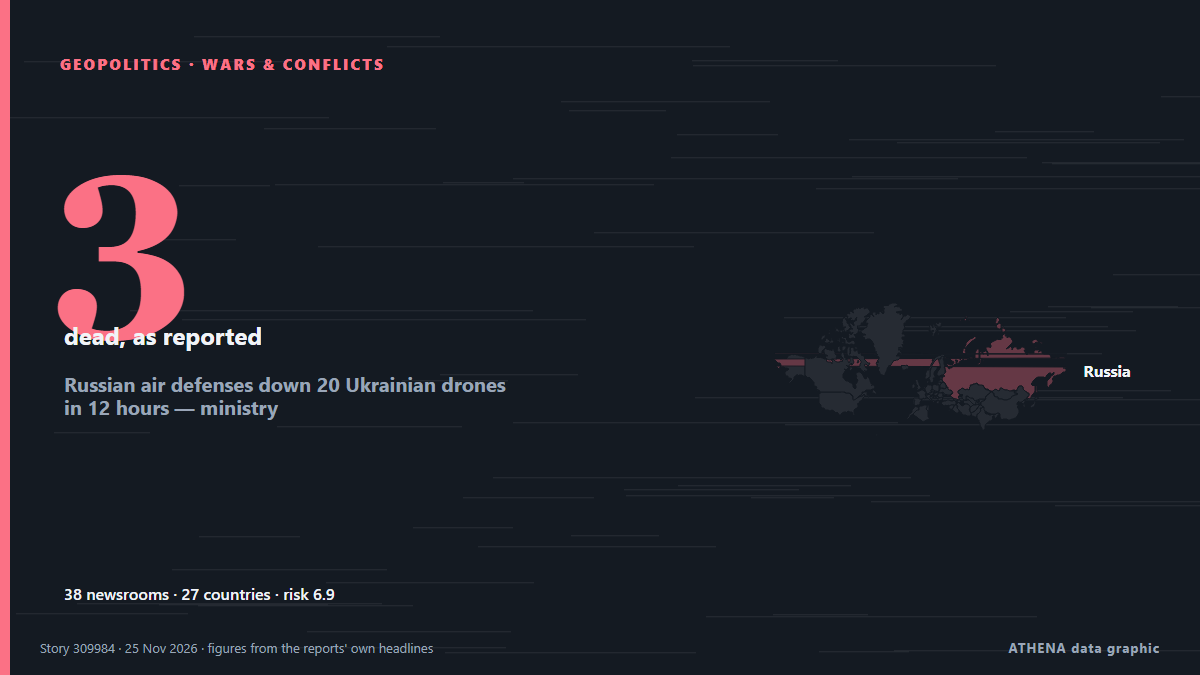 GEOPOLITICS · WARS & CONFLICTS
3
dead, as reported
Russian air defenses down 20 Ukrainian drones
in 12 hours — ministry
Russia
38 newsrooms · 27 countries · risk 6.9
Story 309984 · 25 Nov 2026 · figures from the reports' own headlines
ATHENA data graphic